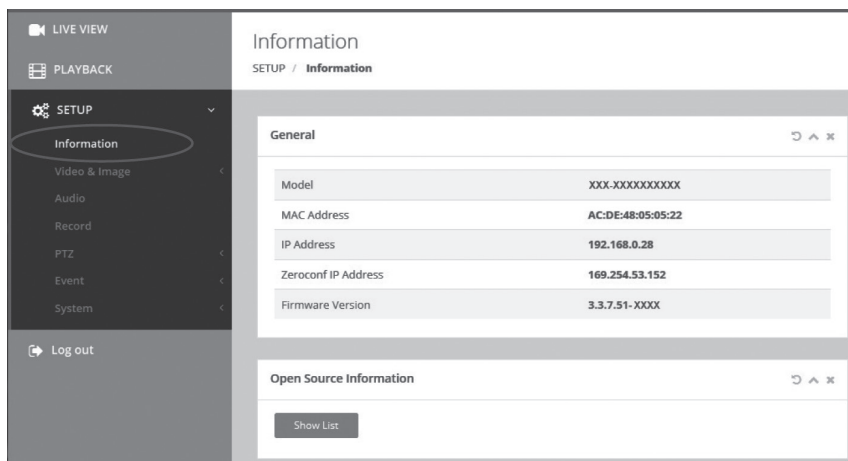 LIVE VIEW
PLAYBACK
SETUP
Information
Video & Image
Audio
Record
PTZ
Event
System
Log out
Information
SETUP / Information
General
Model XXX-XXXXXXXXXX
MAC Address AC:DE:48:05:05:22
IP Address 192.168.0.28
Zeroconf IP Address 169.254.53.152
Firmware Version 3.3.7.51-XXXX
Open Source Information
Show List